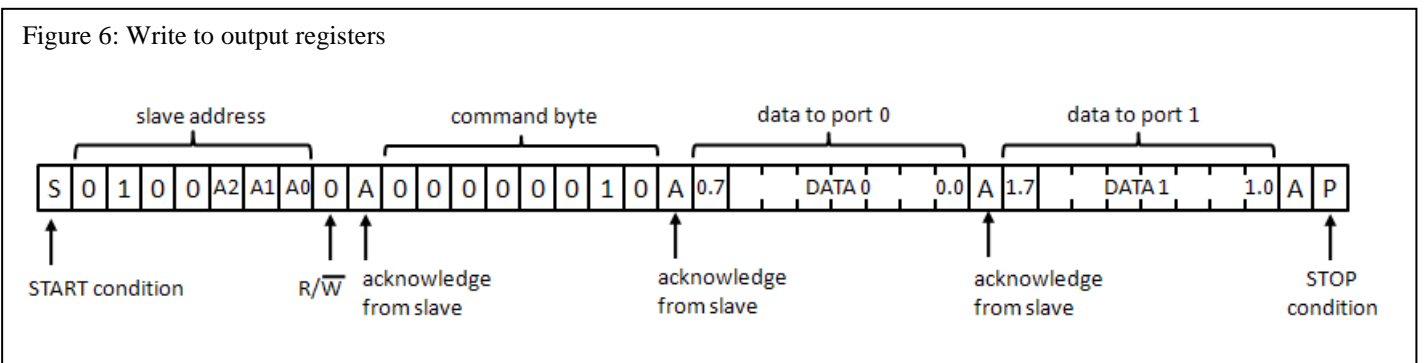 Figure 6: Write to output registers
slave address command byte data to port 0 data to port 1
S 0 1 0 0 A2 A1 A0 0 A 0 0 0 0 0 0 1 0 A 0.7 DATA 0 0.0 A 1.7 DATA 1 1.0 A P
START condition R/W̅ acknowledge acknowledge acknowledge STOP
from slave from slave from slave condition